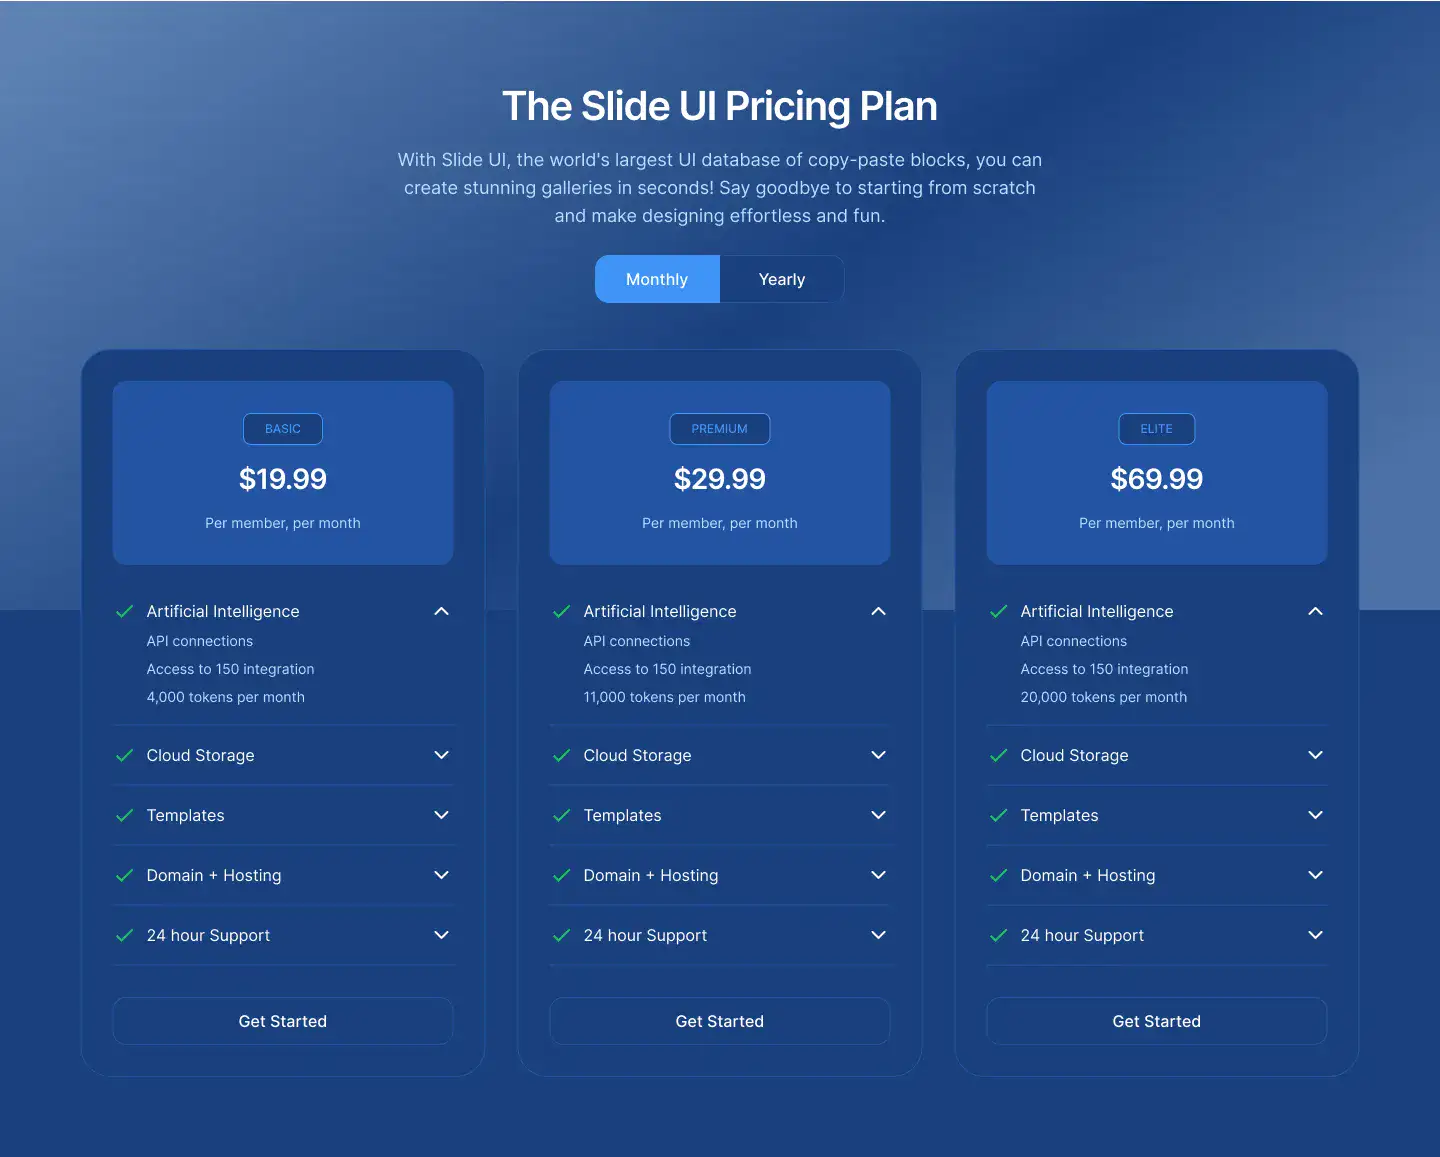 The Slide UI Pricing Plan
With Slide UI, the world's largest UI database of copy-paste blocks, you can
create stunning galleries in seconds! Say goodbye to starting from scratch
and make designing effortless and fun.
Monthly
Yearly
BASIC
$19.99
Per member, per month
Artificial Intelligence
API connections
Access to 150 integration
4,000 tokens per month
Cloud Storage
Templates
Domain + Hosting
24 hour Support
Get Started
PREMIUM
$29.99
Per member, per month
Artificial Intelligence
API connections
Access to 150 integration
11,000 tokens per month
Cloud Storage
Templates
Domain + Hosting
24 hour Support
Get Started
ELITE
$69.99
Per member, per month
Artificial Intelligence
API connections
Access to 150 integration
20,000 tokens per month
Cloud Storage
Templates
Domain + Hosting
24 hour Support
Get Started